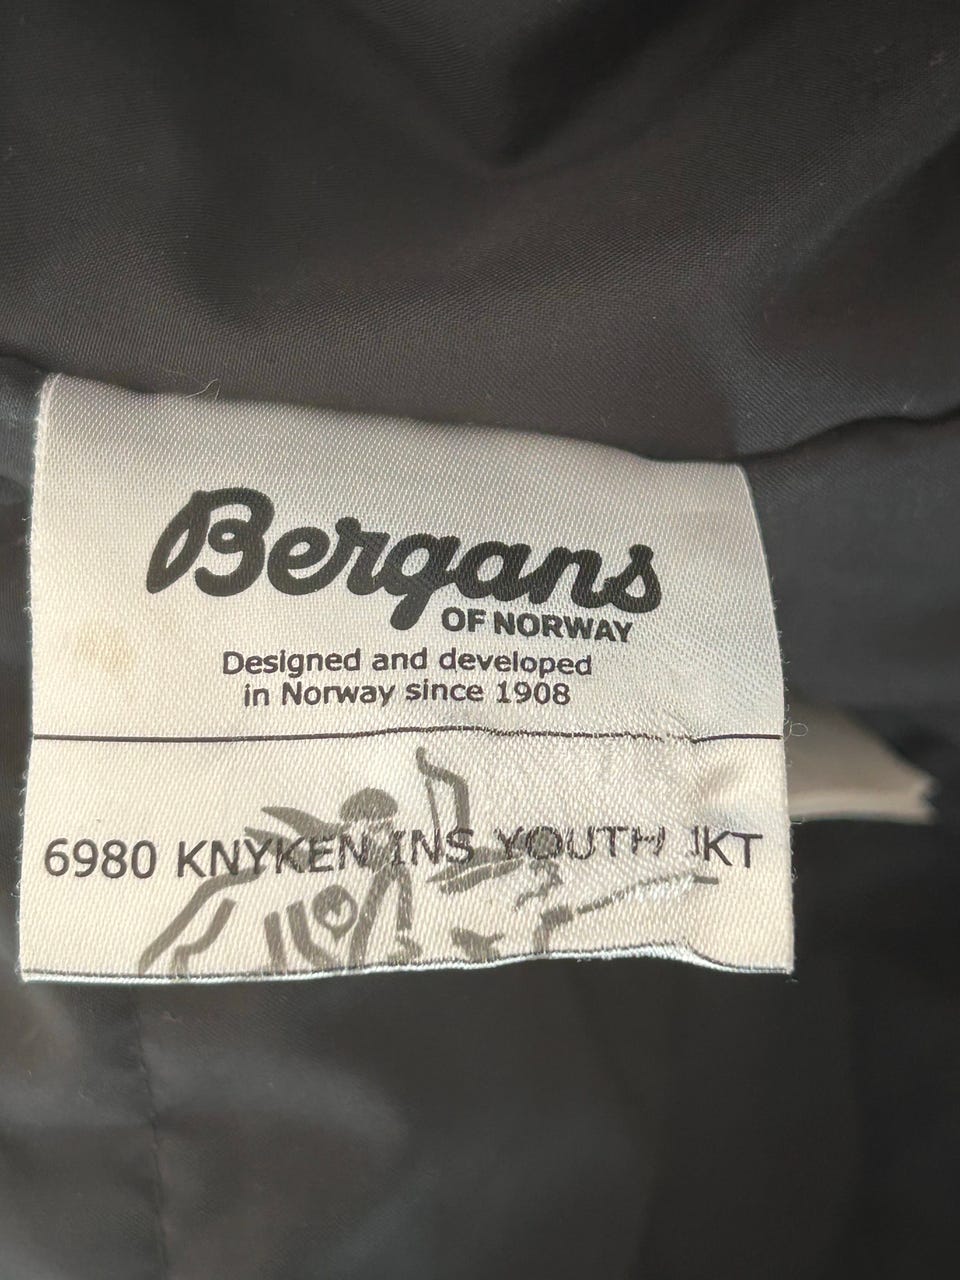 Bergans
OF NORWAY
Designed and developed
in Norway since 1908
6980 KNYKEN INS YOUTH JKT